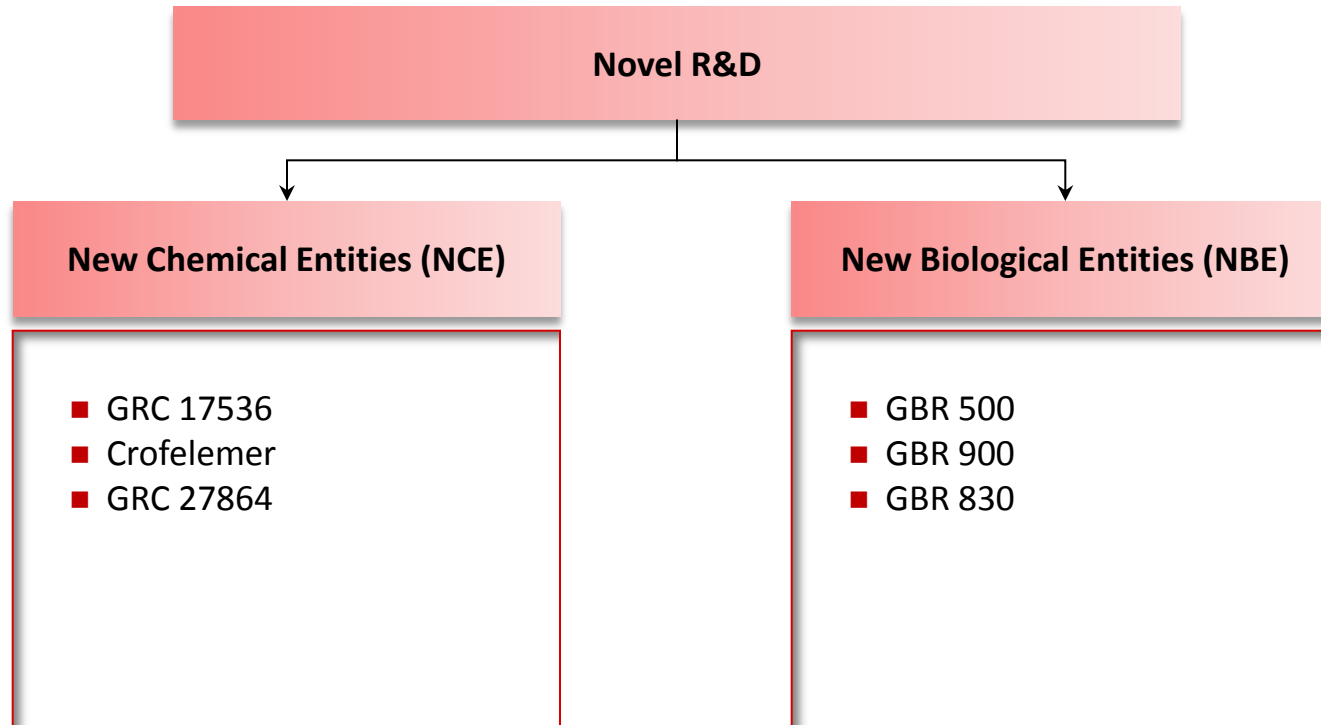 Novel R&D
New Chemical Entities (NCE)
GRC 17536
Crofelemer
GRC 27864
New Biological Entities (NBE)
GBR 500
GBR 900
GBR 830